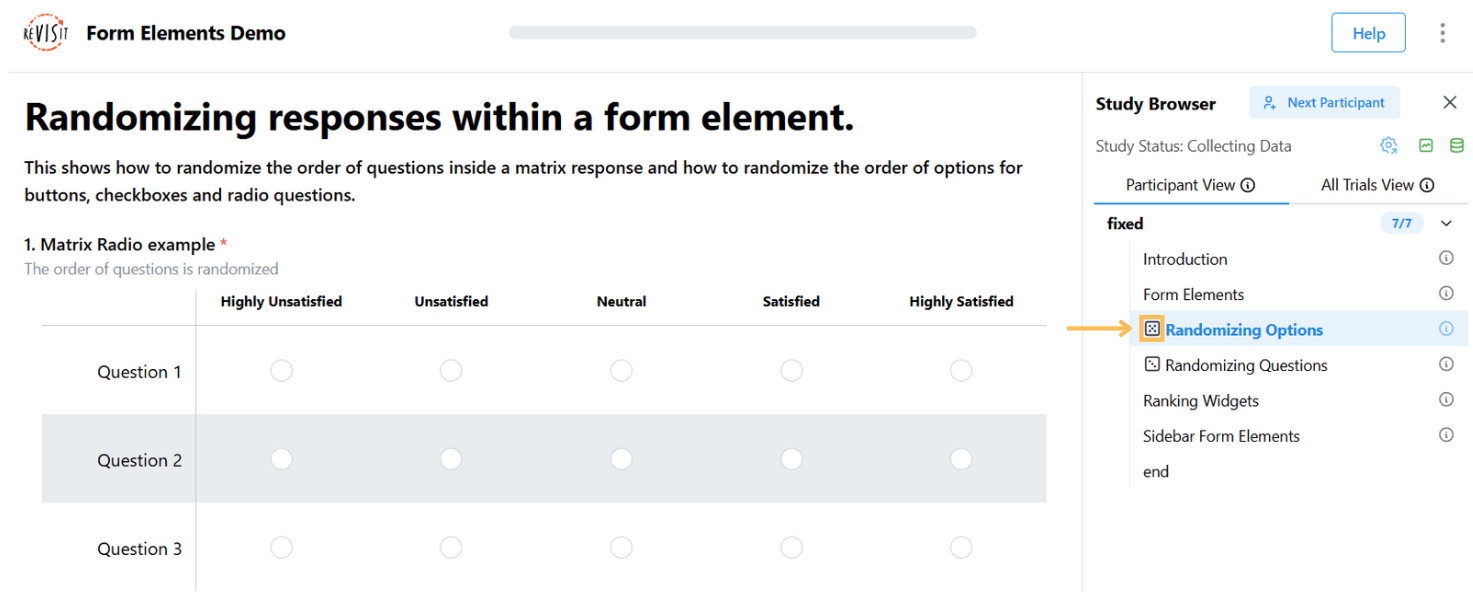 reVISit
Form Elements Demo
Help
Randomizing responses within a form element.
This shows how to randomize the order of questions inside a matrix response and how to randomize the order of options for
buttons, checkboxes and radio questions.
1. Matrix Radio example *
The order of questions is randomized
Highly Unsatisfied Unsatisfied Neutral Satisfied Highly Satisfied
Question 1
Question 2
Question 3
Study Browser
Next Participant
Study Status: Collecting Data
Participant View All Trials View
fixed 7/7
Introduction
Form Elements
Randomizing Options
Randomizing Questions
Ranking Widgets
Sidebar Form Elements
end